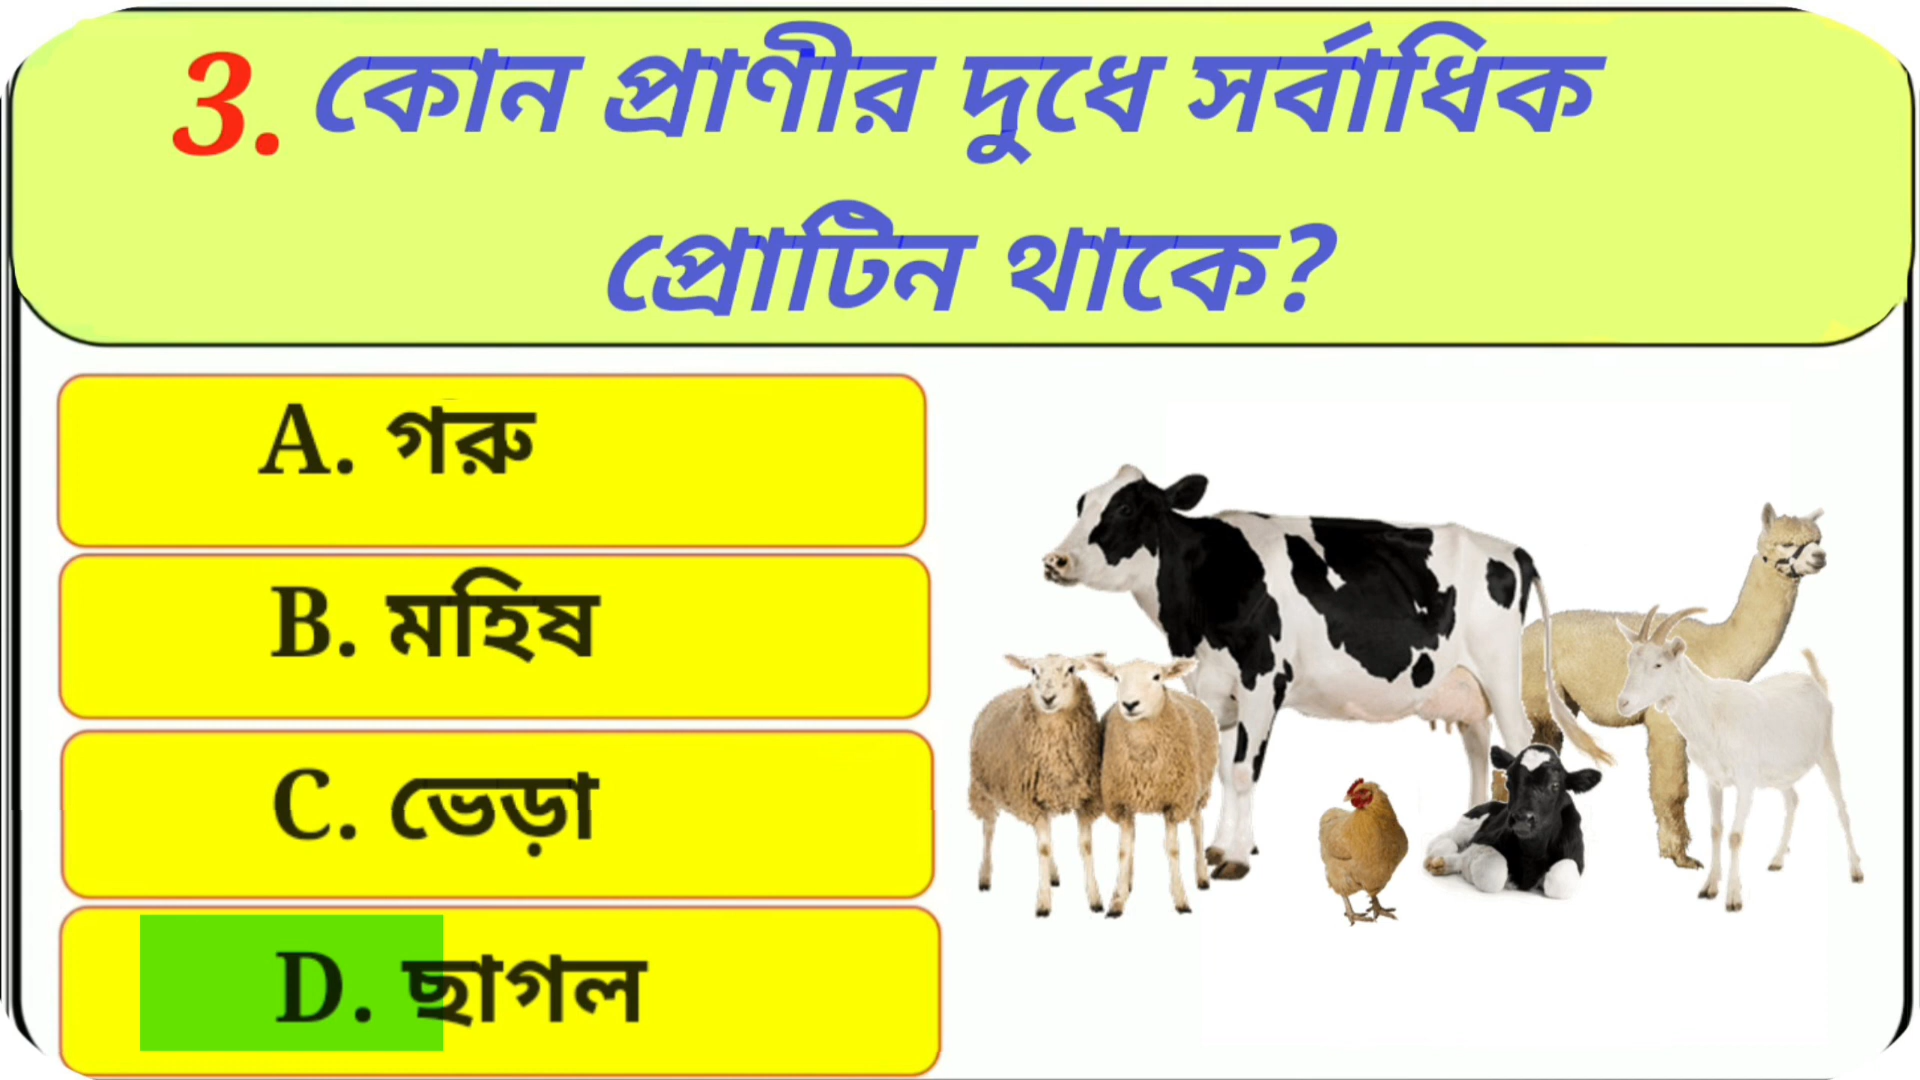 3. কোন প্রাণীর দুধে সর্বাধিক
প্রোটিন থাকে?
A. গরু
B. মহিষ
C. ভেড়া
D. ছাগল